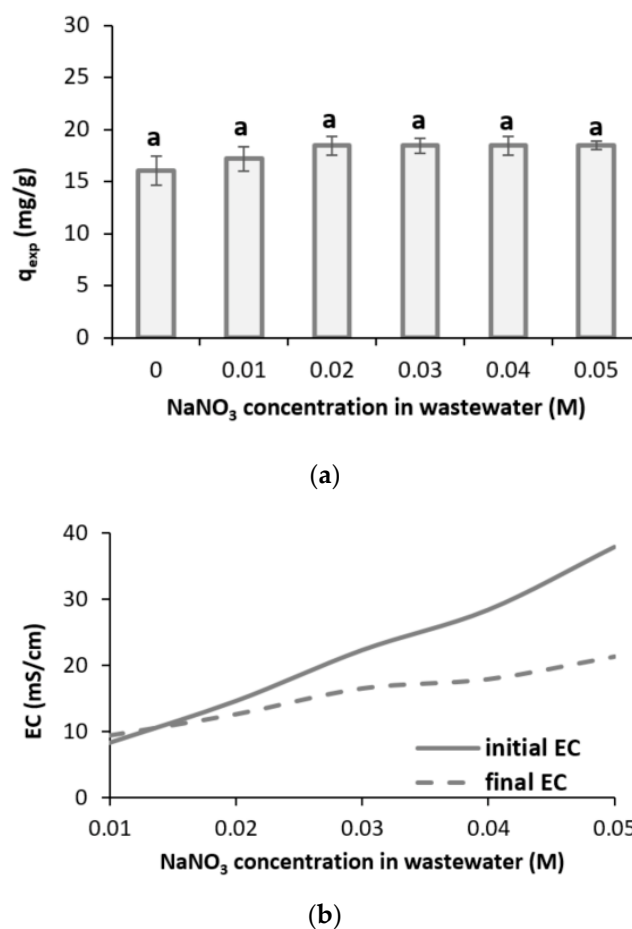 30
25
20
15
10
5
0
a a a a a a
q_exp (mg/g)
0 0.01 0.02 0.03 0.04 0.05
NaNO₃ concentration in wastewater (M)
(a)
40
30
20
10
0
EC (mS/cm)
initial EC
final EC
0.01 0.02 0.03 0.04 0.05
NaNO₃ concentration in wastewater (M)
(b)